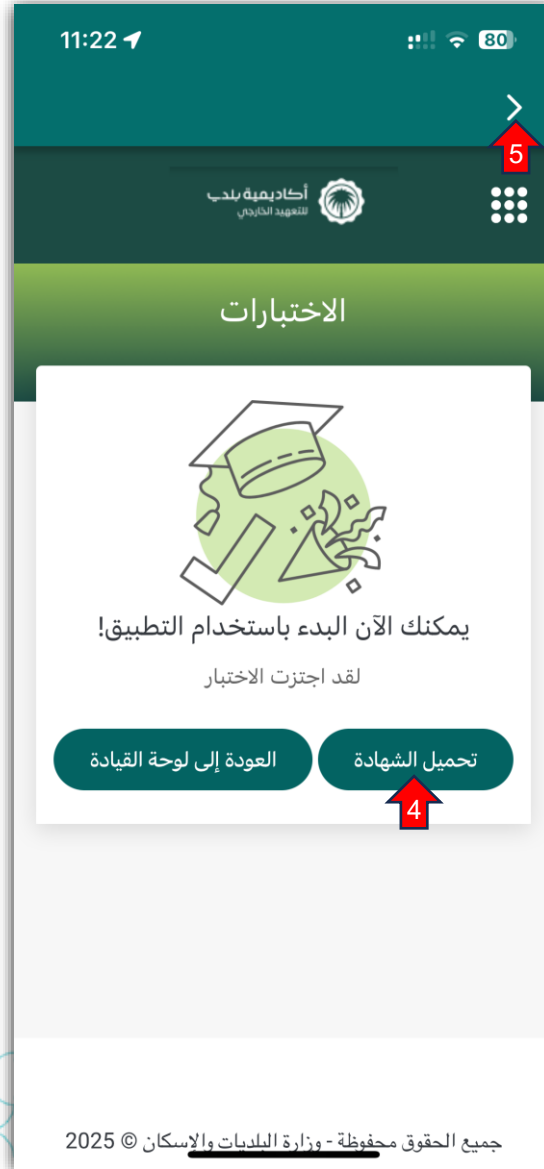 11:22
80
5
أكاديمية بلدي
للتعهيد الخارجي
الاختبارات
يمكنك الآن البدء باستخدام التطبيق!
لقد اجتزت الاختبار
تحميل الشهادة
العودة إلى لوحة القيادة
4
جميع الحقوق محفوظة - وزارة البلديات والإسكان © 2025